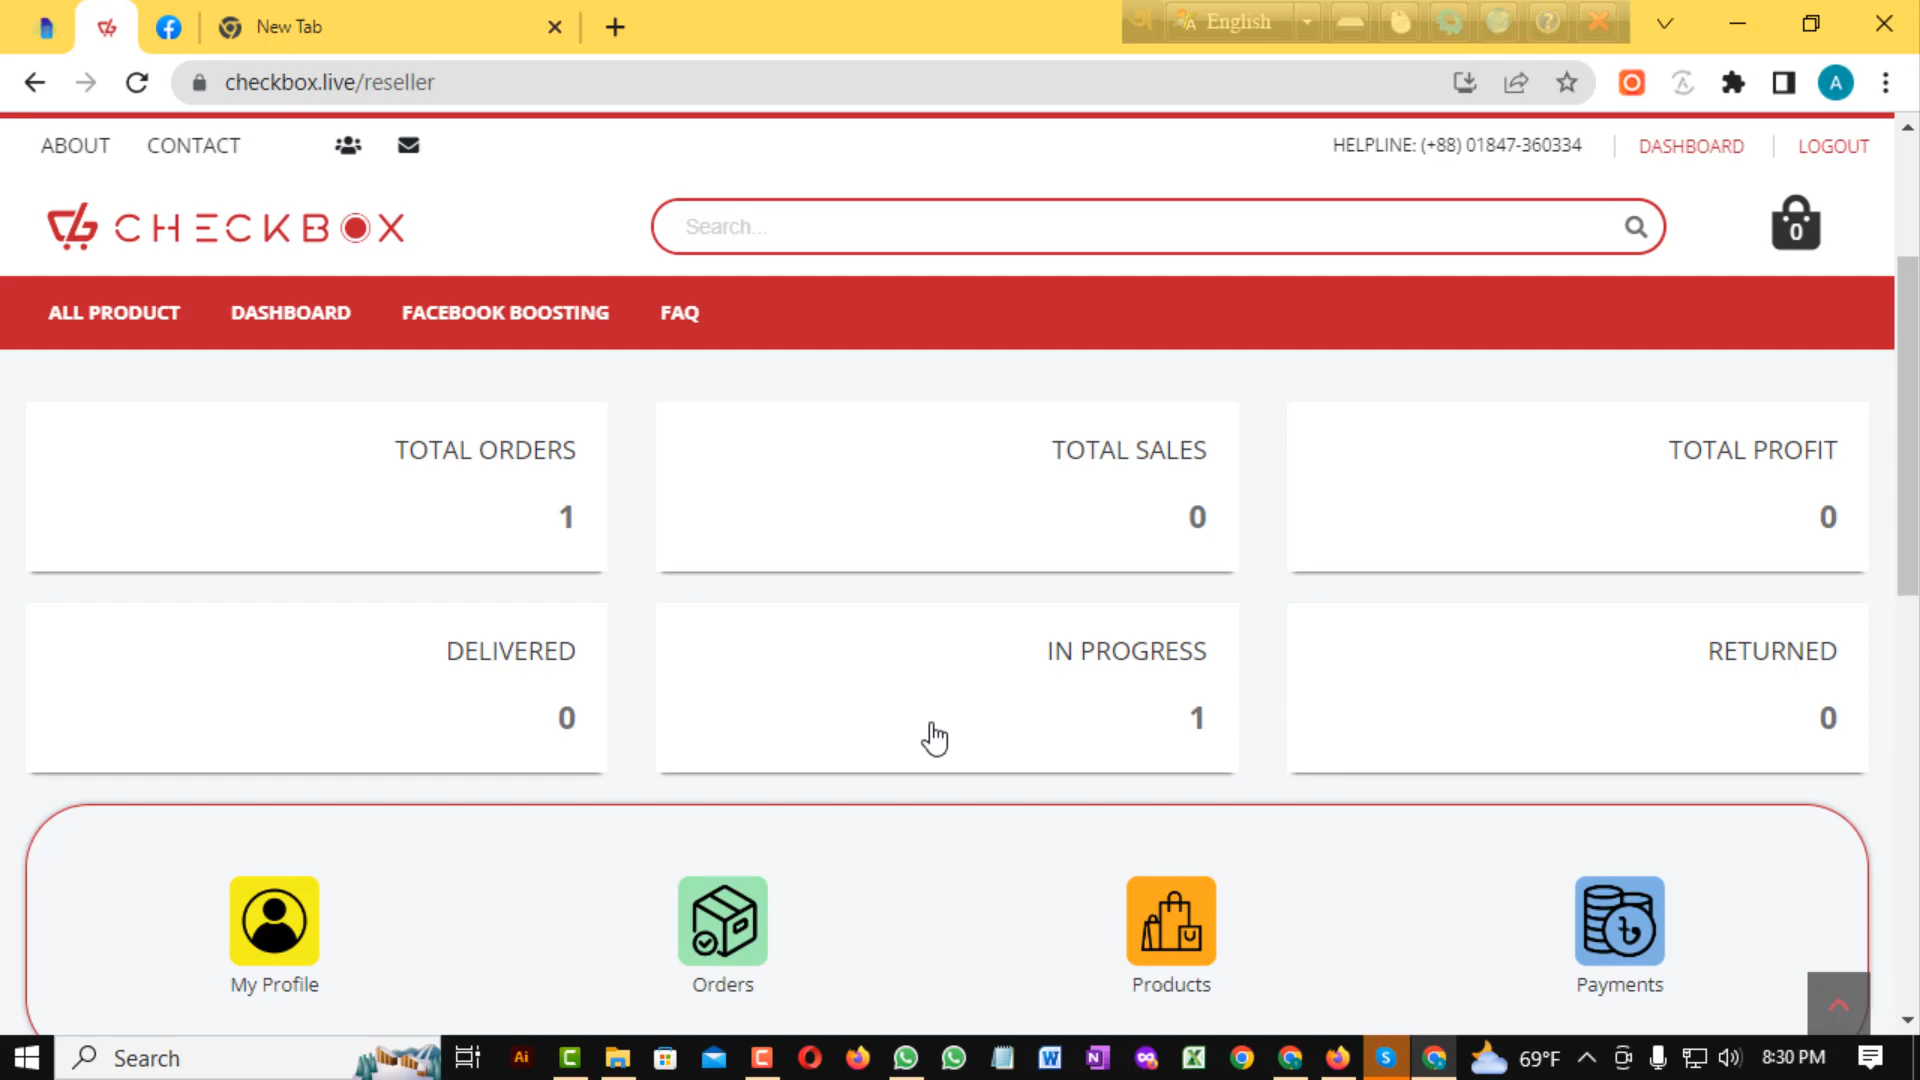 New Tab
English
checkbox.live/reseller
ABOUT CONTACT HELPLINE: (+88) 01847-360334 DASHBOARD LOGOUT
CHECKBOX Search... 0
ALL PRODUCT DASHBOARD FACEBOOK BOOSTING FAQ
TOTAL ORDERS TOTAL SALES TOTAL PROFIT
1 0 0
DELIVERED IN PROGRESS RETURNED
0 1 0
My Profile Orders Products Payments
Search 69°F 8:30 PM